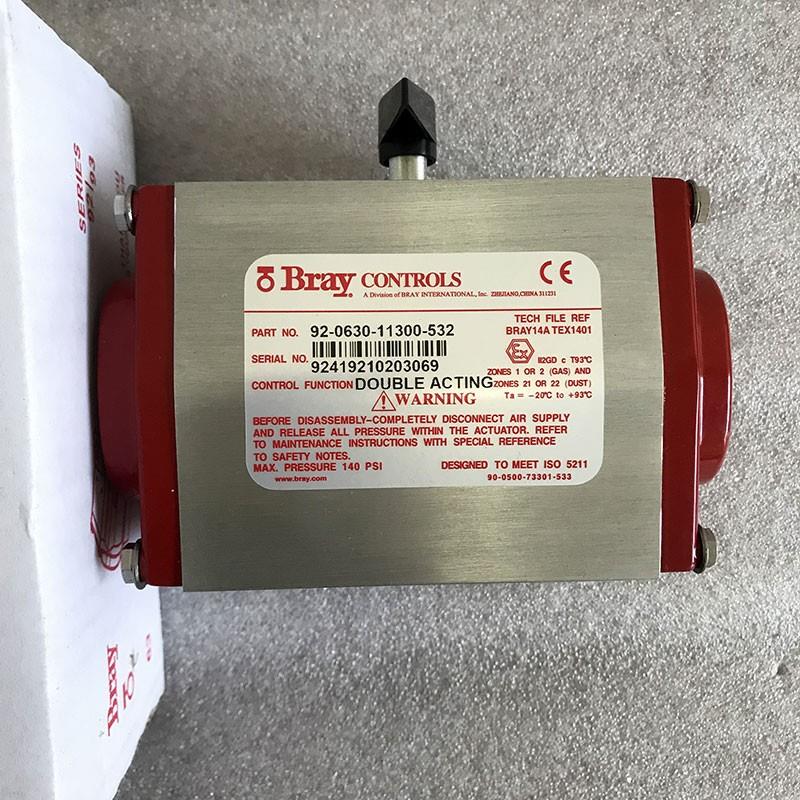 SERIES
92/93
Bray CONTROLS
A Division of BRAY INTERNATIONAL, Inc. ZHEJIANG,CHINA 311231
CE
TECH FILE REF
BRAY14A TEX1401
PART NO. 92-0630-11300-532
SERIAL NO. 92419210203069
Ex II2GD c T93°C
ZONES 1 OR 2 (GAS) AND
ZONES 21 OR 22 (DUST)
Ta = -20°C to +93°C
CONTROL FUNCTION DOUBLE ACTING
WARNING
BEFORE DISASSEMBLY-COMPLETELY DISCONNECT AIR SUPPLY
AND RELEASE ALL PRESSURE WITHIN THE ACTUATOR. REFER
TO MAINTENANCE INSTRUCTIONS WITH SPECIAL REFERENCE
TO SAFETY NOTES.
MAX. PRESSURE 140 PSI
DESIGNED TO MEET ISO 5211
www.bray.com
90-0500-73301-533
Bray